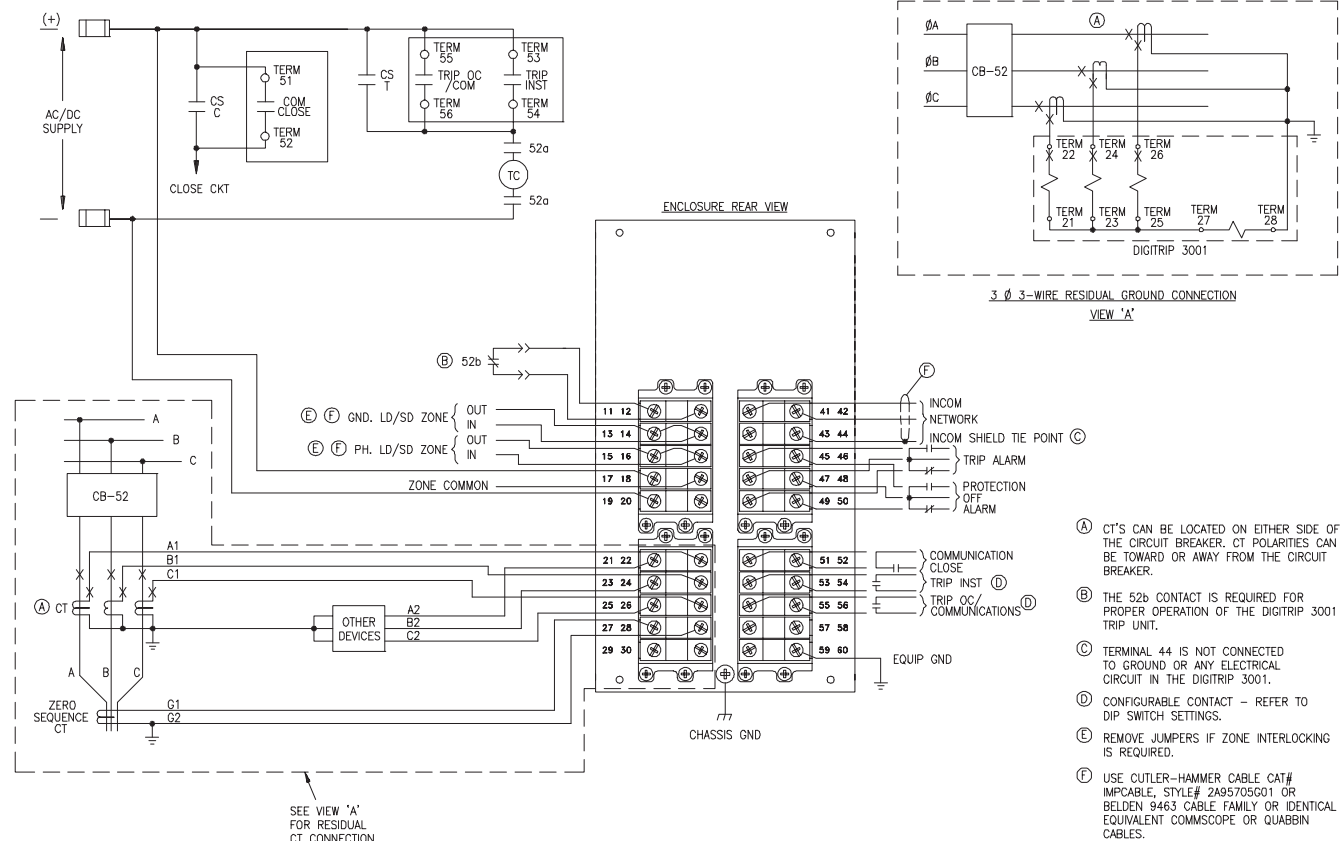 (+)
AC/DC
SUPPLY
CS
C
TERM
51
COM
CLOSE
TERM
52
CLOSE CKT
CS
T
TERM
55
TRIP OC
/COM
TERM
56
TERM
53
TRIP
INST
TERM
54
52a
TC
52a
ØA
ØB
ØC
CB-52
A
TERM
22
TERM
24
TERM
26
TERM
21
TERM
23
TERM
25
TERM
27
TERM
28
DIGITRIP 3001
3 Ø 3-WIRE RESIDUAL GROUND CONNECTION
VIEW 'A'
ENCLOSURE REAR VIEW
B 52b
E F GND. LD/SD ZONE
OUT
IN
E F PH. LD/SD ZONE
OUT
IN
ZONE COMMON
11 12
13 14
15 16
17 18
19 20
21 22
23 24
25 26
27 28
29 30
41 42
43 44
45 46
47 48
49 50
51 52
53 54
55 56
57 58
59 60
F
INCOM
NETWORK
INCOM SHIELD TIE POINT C
TRIP ALARM
PROTECTION
OFF
ALARM
COMMUNICATION
CLOSE
TRIP INST D
TRIP OC/
COMMUNICATIONS D
EQUIP GND
CHASSIS GND
A
B
C
CB-52
A1
B1
C1
A CT
OTHER
DEVICES
A2
B2
C2
A
B
C
ZERO
SEQUENCE
CT
G1
G2
SEE VIEW 'A'
FOR RESIDUAL
CT CONNECTION
A CT'S CAN BE LOCATED ON EITHER SIDE OF
THE CIRCUIT BREAKER. CT POLARITIES CAN
BE TOWARD OR AWAY FROM THE CIRCUIT
BREAKER.
B THE 52b CONTACT IS REQUIRED FOR
PROPER OPERATION OF THE DIGITRIP 3001
TRIP UNIT.
C TERMINAL 44 IS NOT CONNECTED
TO GROUND OR ANY ELECTRICAL
CIRCUIT IN THE DIGITRIP 3001.
D CONFIGURABLE CONTACT – REFER TO
DIP SWITCH SETTINGS.
E REMOVE JUMPERS IF ZONE INTERLOCKING
IS REQUIRED.
F USE CUTLER-HAMMER CABLE CAT#
IMPCABLE, STYLE# 2A95705G01 OR
BELDEN 9463 CABLE FAMILY OR IDENTICAL
EQUIVALENT COMMSCOPE OR QUABBIN
CABLES.